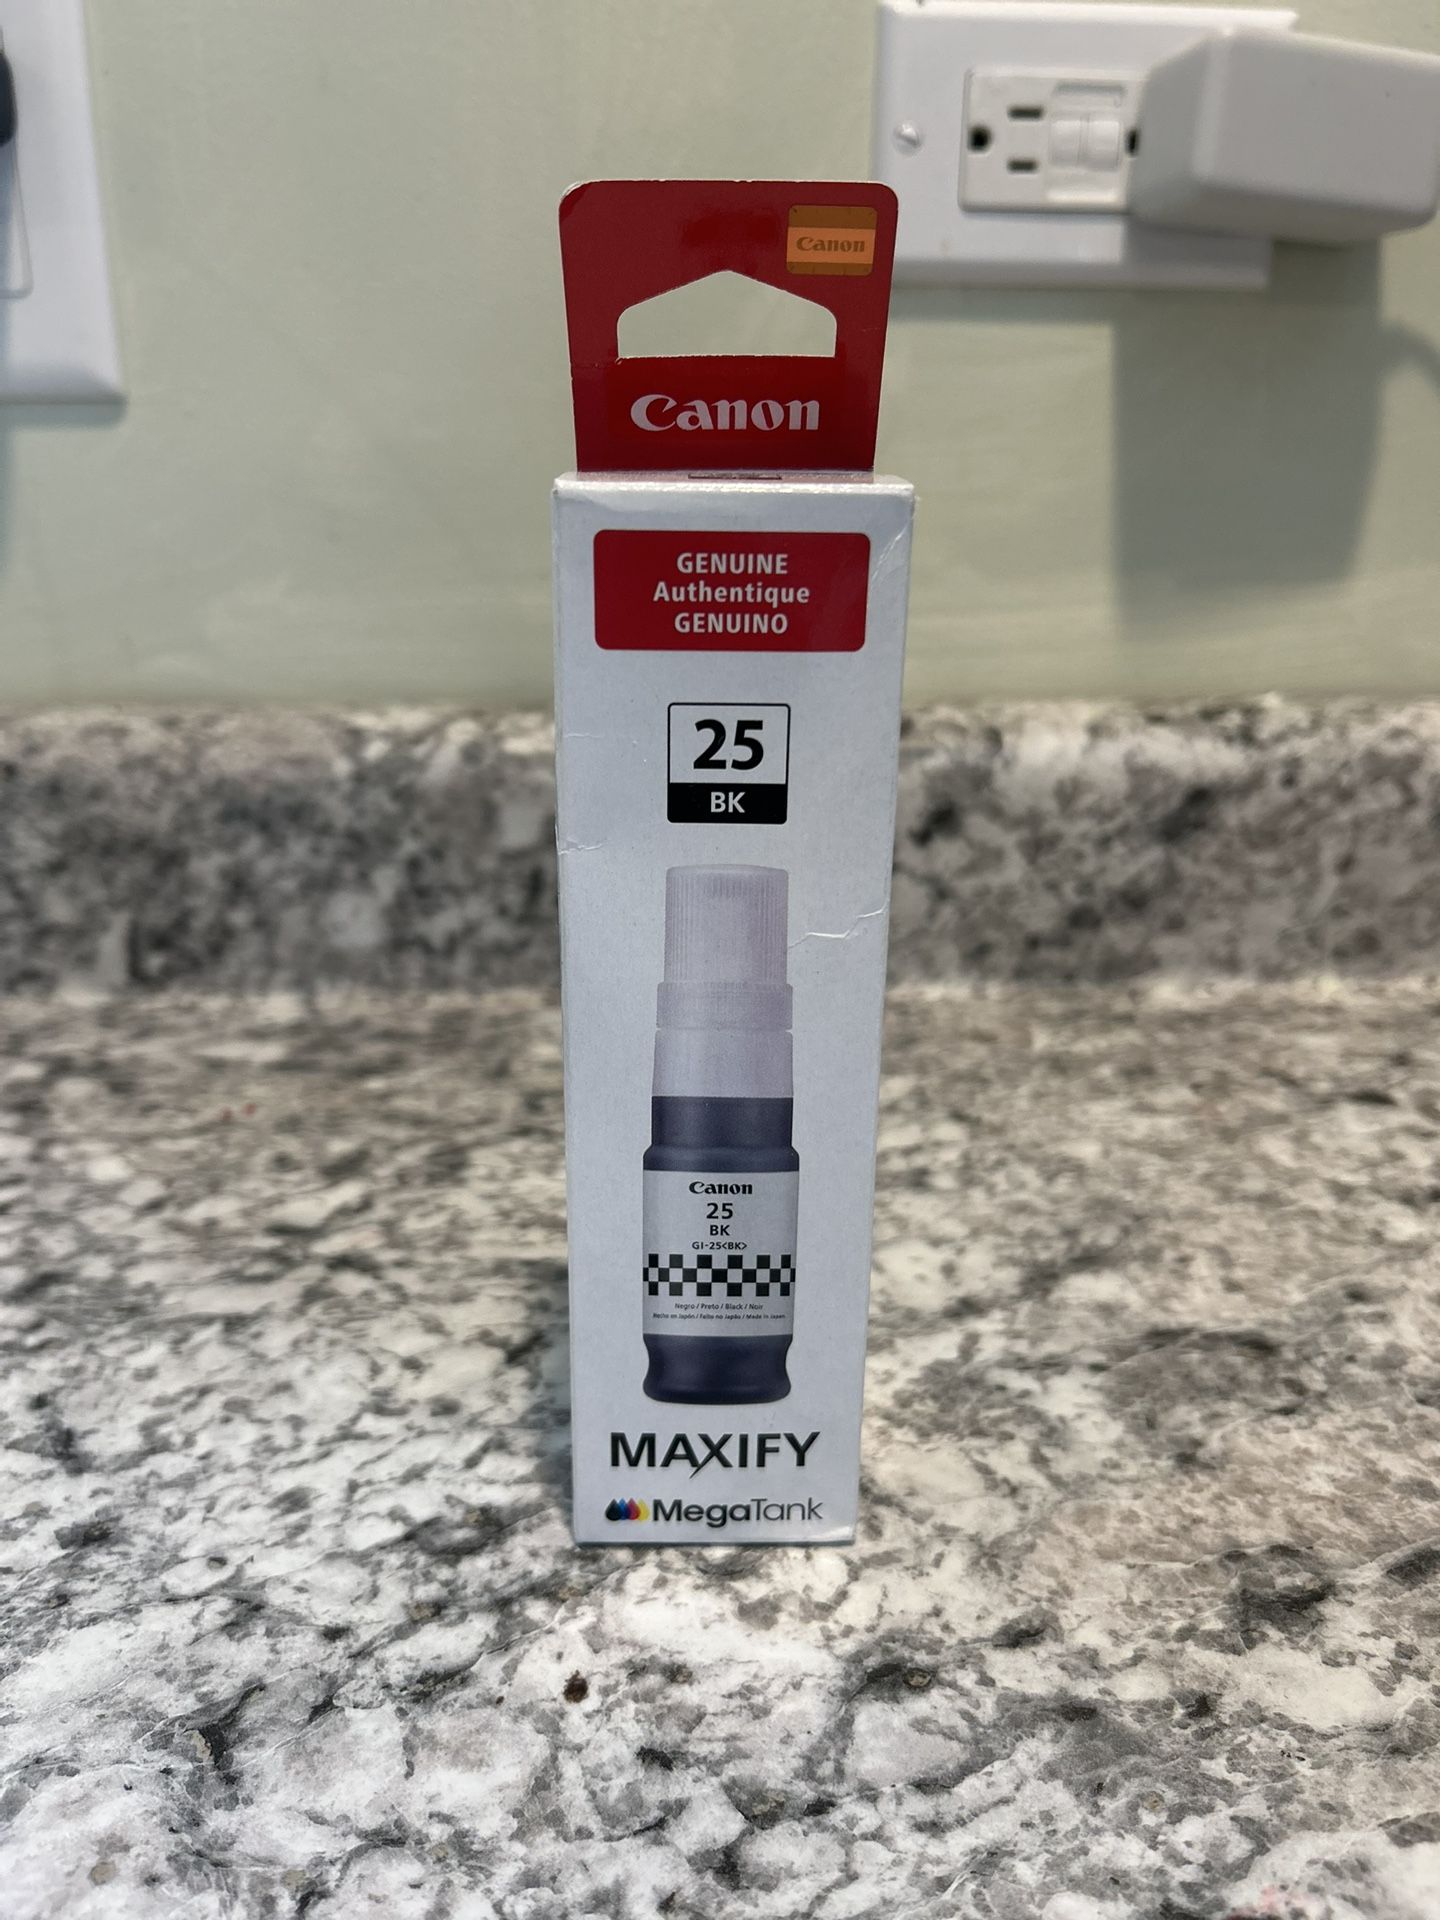 Canon
Canon
GENUINE
Authentique
GENUINO
25
BK
Canon
25
BK
GI-25<BK>
Negro / Preto / Black / Noir
Hecho en Japón / Feito no Japão / Made in Japan
MAXIFY
MegaTank